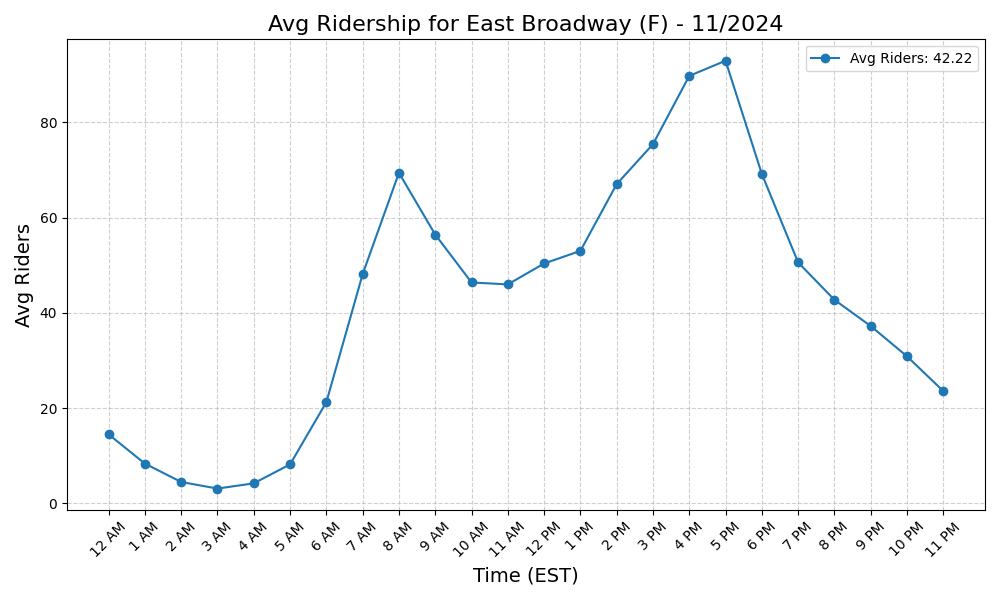 Avg Ridership for East Broadway (F) - 11/2024
Avg Riders: 42.22
Avg Riders
80
60
40
20
0
12 AM
1 AM
2 AM
3 AM
4 AM
5 AM
6 AM
7 AM
8 AM
9 AM
10 AM
11 AM
12 PM
1 PM
2 PM
3 PM
4 PM
5 PM
6 PM
7 PM
8 PM
9 PM
10 PM
11 PM
Time (EST)